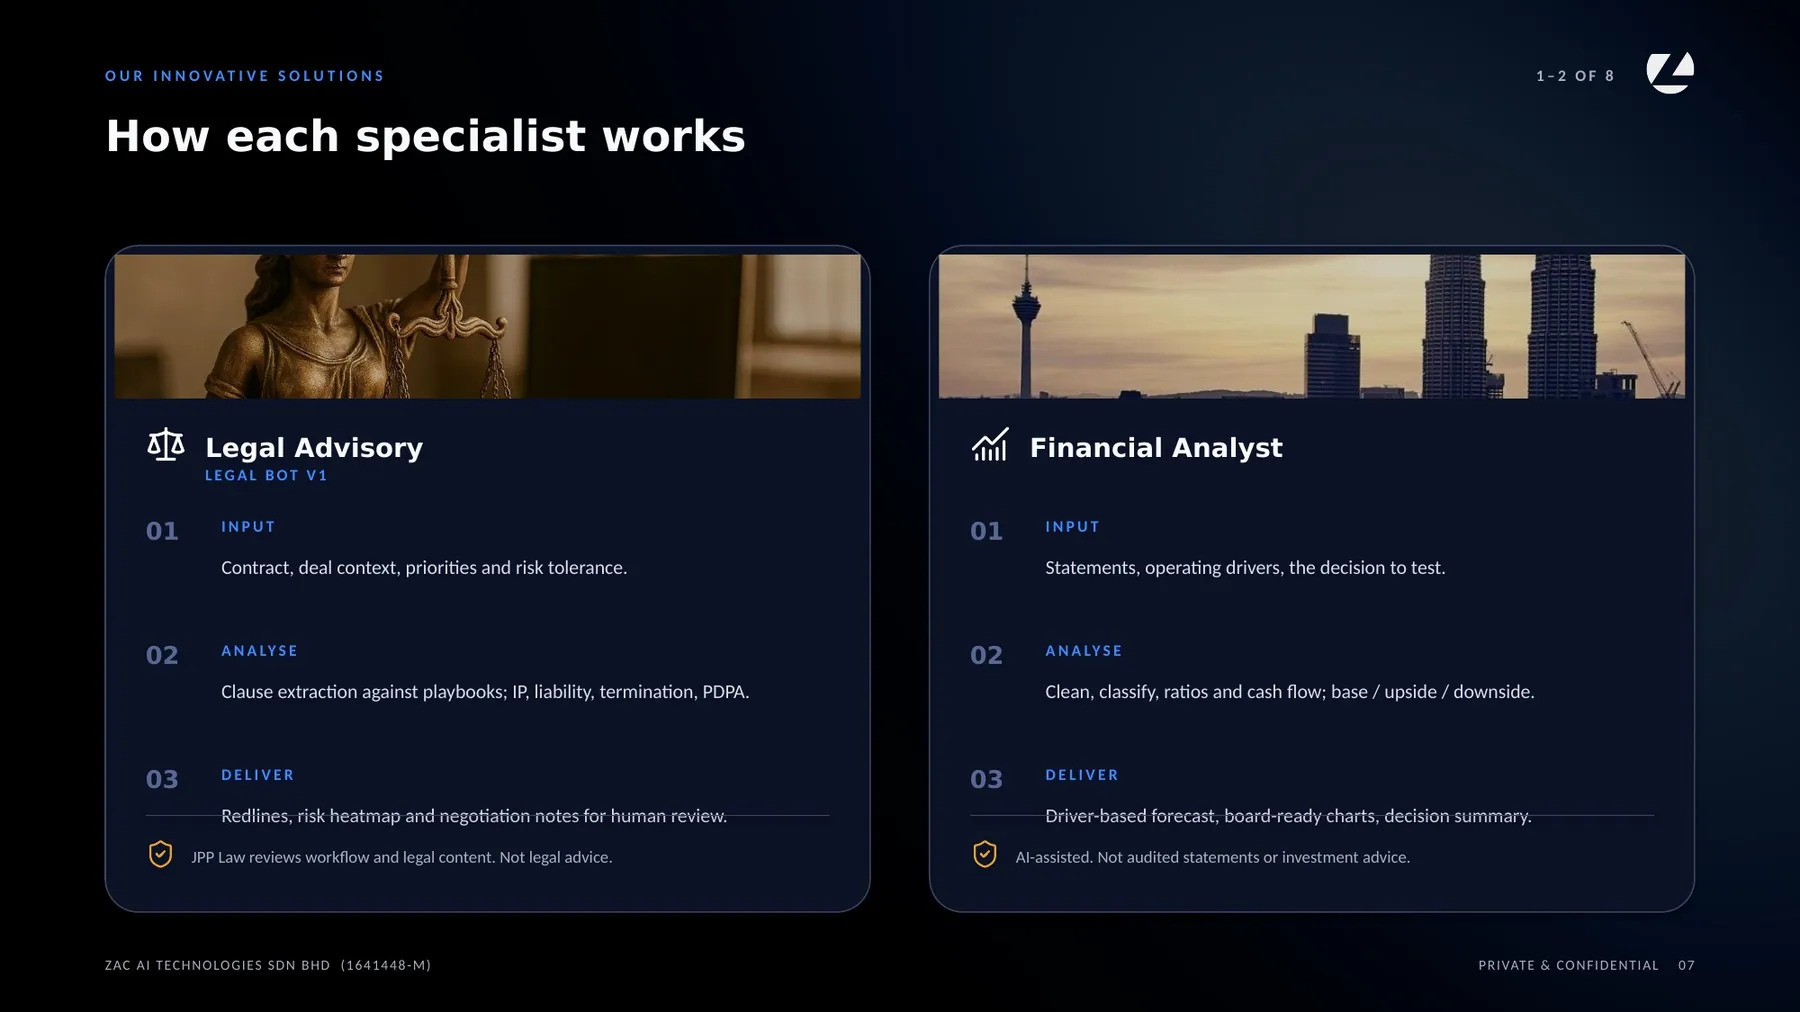 OUR INNOVATIVE SOLUTIONS
1–2 OF 8
How each specialist works
Legal Advisory
LEGAL BOT V1
01
INPUT
Contract, deal context, priorities and risk tolerance.
02
ANALYSE
Clause extraction against playbooks; IP, liability, termination, PDPA.
03
DELIVER
Redlines, risk heatmap and negotiation notes for human review.
JPP Law reviews workflow and legal content. Not legal advice.
Financial Analyst
01
INPUT
Statements, operating drivers, the decision to test.
02
ANALYSE
Clean, classify, ratios and cash flow; base / upside / downside.
03
DELIVER
Driver-based forecast, board-ready charts, decision summary.
AI-assisted. Not audited statements or investment advice.
ZAC AI TECHNOLOGIES SDN BHD (1641448-M)
PRIVATE & CONFIDENTIAL 07